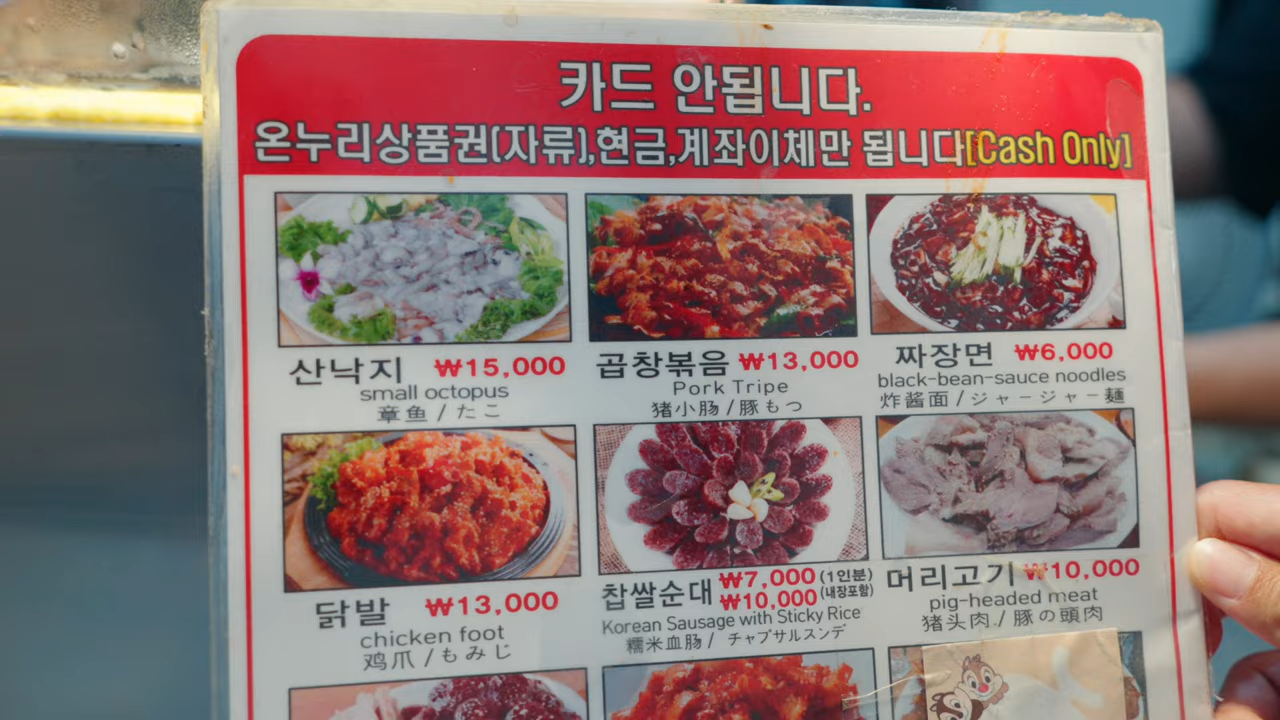 카드 안됩니다.
온누리상품권(자류),현금,계좌이체만 됩니다[Cash Only]
산낙지 ₩15,000
small octopus
章鱼 / たこ
곱창볶음 ₩13,000
Pork Tripe
猪小肠 / 豚もつ
짜장면 ₩6,000
black-bean-sauce noodles
炸酱面 / ジャージャー麺
닭발 ₩13,000
chicken foot
鸡爪 / もみじ
찹쌀순대 ₩7,000 (1인분)
₩10,000 (내장포함)
Korean Sausage with Sticky Rice
糯米血肠 / チャプサルスンデ
머리고기 ₩10,000
pig-headed meat
猪头肉 / 豚の頭肉